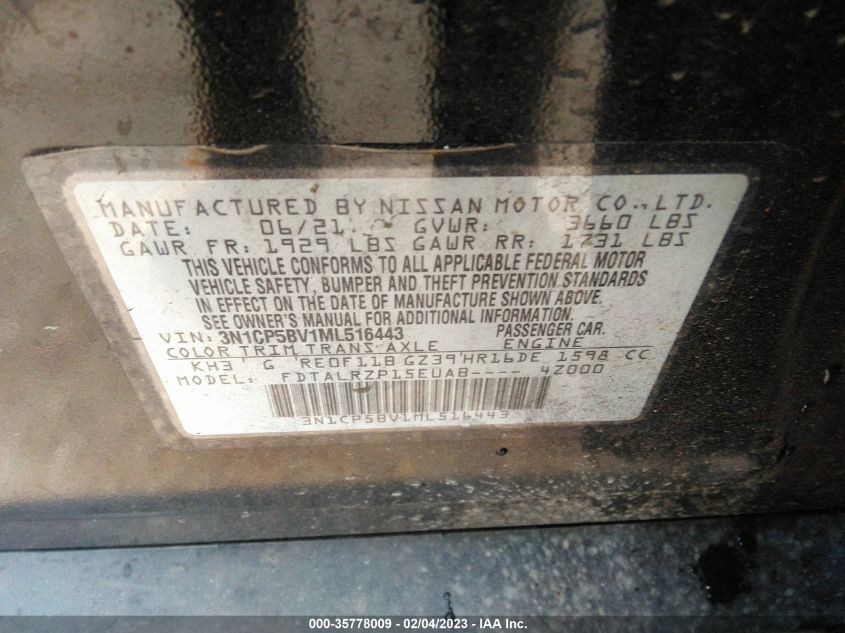 MANUFACTURED BY NISSAN MOTOR CO., LTD.
DATE: 06/21 GVWR: 3660 LBS
GAWR FR: 1929 LBS GAWR RR: 1731 LBS
THIS VEHICLE CONFORMS TO ALL APPLICABLE FEDERAL MOTOR
VEHICLE SAFETY, BUMPER AND THEFT PREVENTION STANDARDS
IN EFFECT ON THE DATE OF MANUFACTURE SHOWN ABOVE.
SEE OWNER'S MANUAL FOR ADDITIONAL INFORMATION.
VIN: 3N1CP5BV1ML516443 PASSENGER CAR.
COLOR TRIM TRANS AXLE ENGINE
KH3 G RE0F11B GZ39 HR16DE 1598 CC
MODEL: FDTALRZP15EUAB---- 4Z000
3N1CP5BV1ML516443
000-35778009 - 02/04/2023 - IAA Inc.